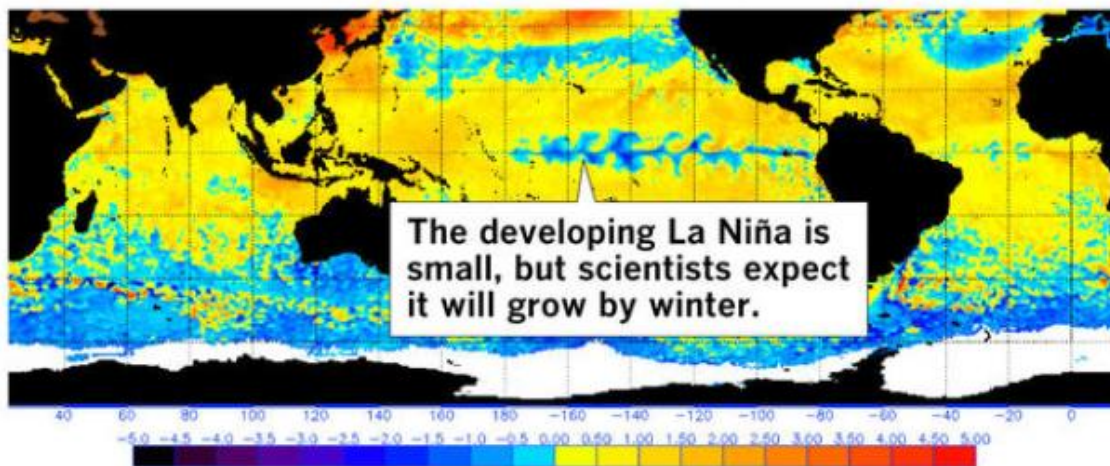 The developing La Niña is
small, but scientists expect
it will grow by winter.
40 60 80 100 120 140 160 180 -160 -140 -120 -100 -80 -60 -40 -20 0
-5.0 -4.5 -4.0 -3.5 -3.0 -2.5 -2.0 -1.5 -1.0 -0.5 0.00 0.50 1.00 1.50 2.00 2.50 3.00 3.50 4.00 4.50 5.00